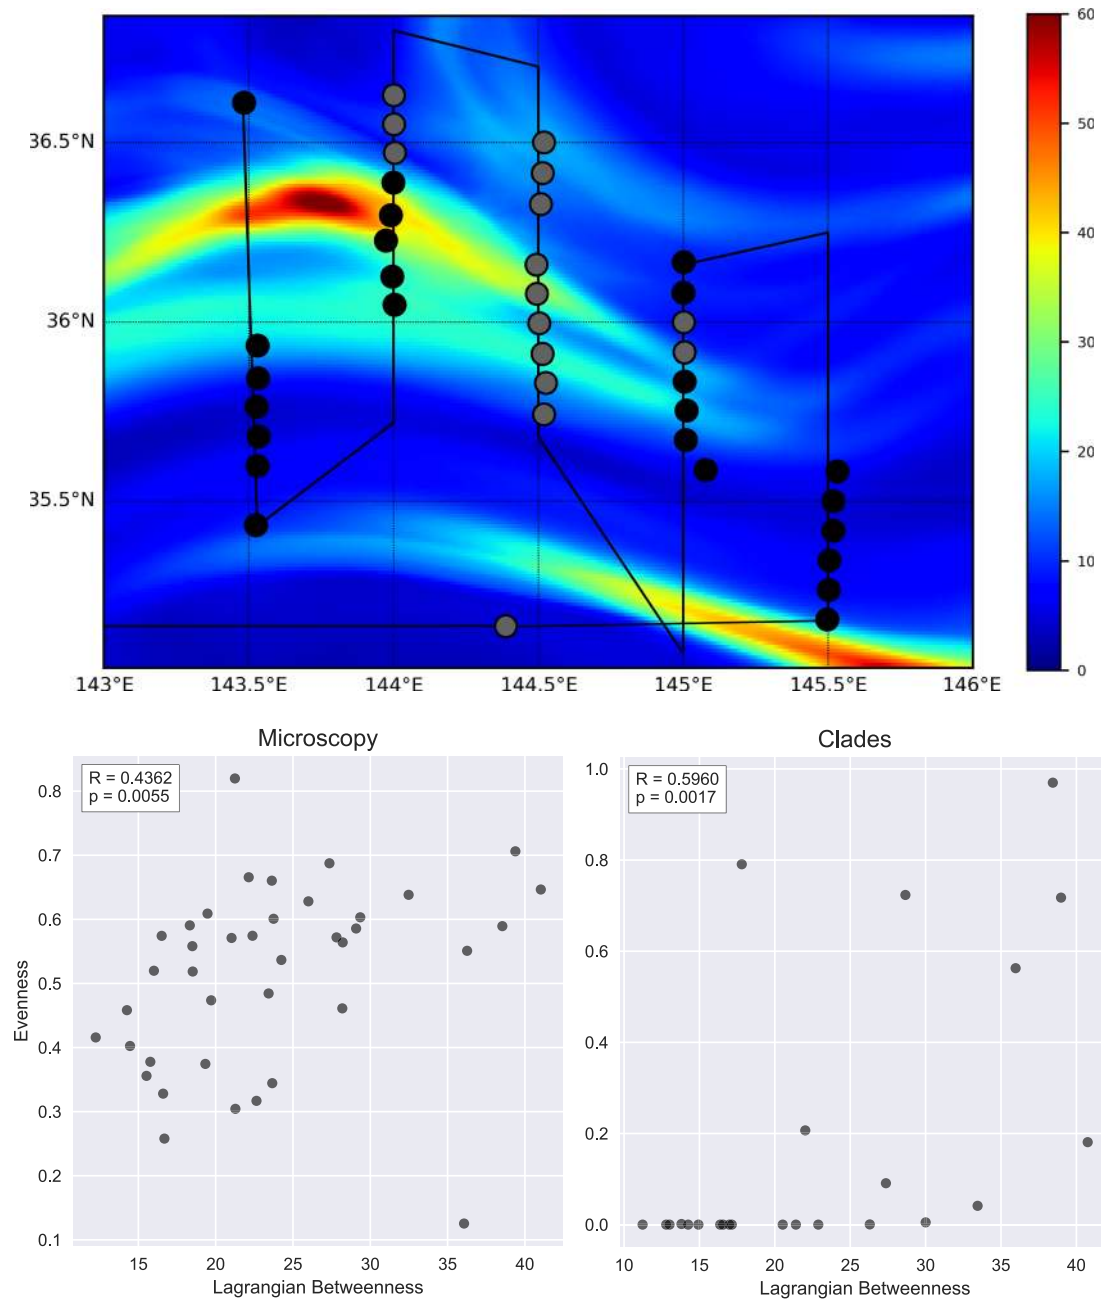 60
50
40
30
20
10
0
36.5°N
36°N
35.5°N
143°E
143.5°E
144°E
144.5°E
145°E
145.5°E
146°E
Microscopy
Clades
R = 0.4362
p = 0.0055
R = 0.5960
p = 0.0017
Evenness
0.8
0.7
0.6
0.5
0.4
0.3
0.2
0.1
15
20
25
30
35
40
Lagrangian Betweenness
1.0
0.8
0.6
0.4
0.2
0.0
10
15
20
25
30
35
40
Lagrangian Betweenness